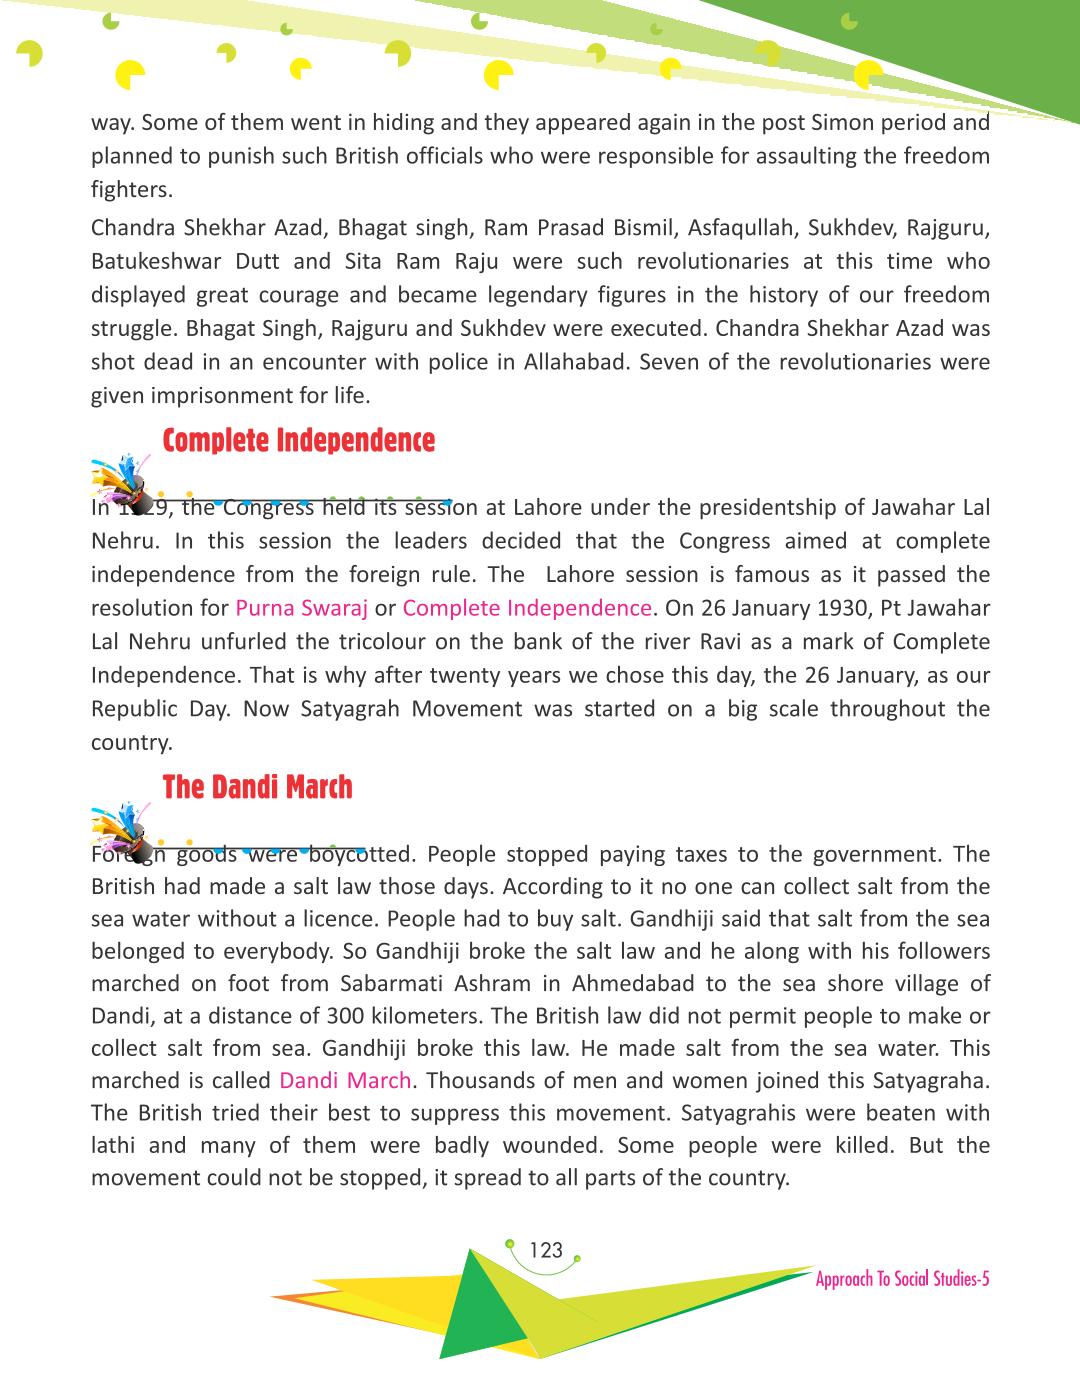 way. Some of them went in hiding and they appeared again in the post Simon period and
planned to punish such British officials who were responsible for assaulting the freedom
fighters.
Chandra Shekhar Azad, Bhagat singh, Ram Prasad Bismil, Asfaqullah, Sukhdev, Rajguru,
Batukeshwar Dutt and Sita Ram Raju were such revolutionaries at this time who
displayed great courage and became legendary figures in the history of our freedom
struggle. Bhagat Singh, Rajguru and Sukhdev were executed. Chandra Shekhar Azad was
shot dead in an encounter with police in Allahabad. Seven of the revolutionaries were
given imprisonment for life.
Complete Independence
In 1929, the Congress held its session at Lahore under the presidentship of Jawahar Lal
Nehru. In this session the leaders decided that the Congress aimed at complete
independence from the foreign rule. The Lahore session is famous as it passed the
resolution for Purna Swaraj or Complete Independence. On 26 January 1930, Pt Jawahar
Lal Nehru unfurled the tricolour on the bank of the river Ravi as a mark of Complete
Independence. That is why after twenty years we chose this day, the 26 January, as our
Republic Day. Now Satyagrah Movement was started on a big scale throughout the
country.
The Dandi March
Foreign goods were boycotted. People stopped paying taxes to the government. The
British had made a salt law those days. According to it no one can collect salt from the
sea water without a licence. People had to buy salt. Gandhiji said that salt from the sea
belonged to everybody. So Gandhiji broke the salt law and he along with his followers
marched on foot from Sabarmati Ashram in Ahmedabad to the sea shore village of
Dandi, at a distance of 300 kilometers. The British law did not permit people to make or
collect salt from sea. Gandhiji broke this law. He made salt from the sea water. This
marched is called Dandi March. Thousands of men and women joined this Satyagraha.
The British tried their best to suppress this movement. Satyagrahis were beaten with
lathi and many of them were badly wounded. Some people were killed. But the
movement could not be stopped, it spread to all parts of the country.
123
Approach To Social Studies-5